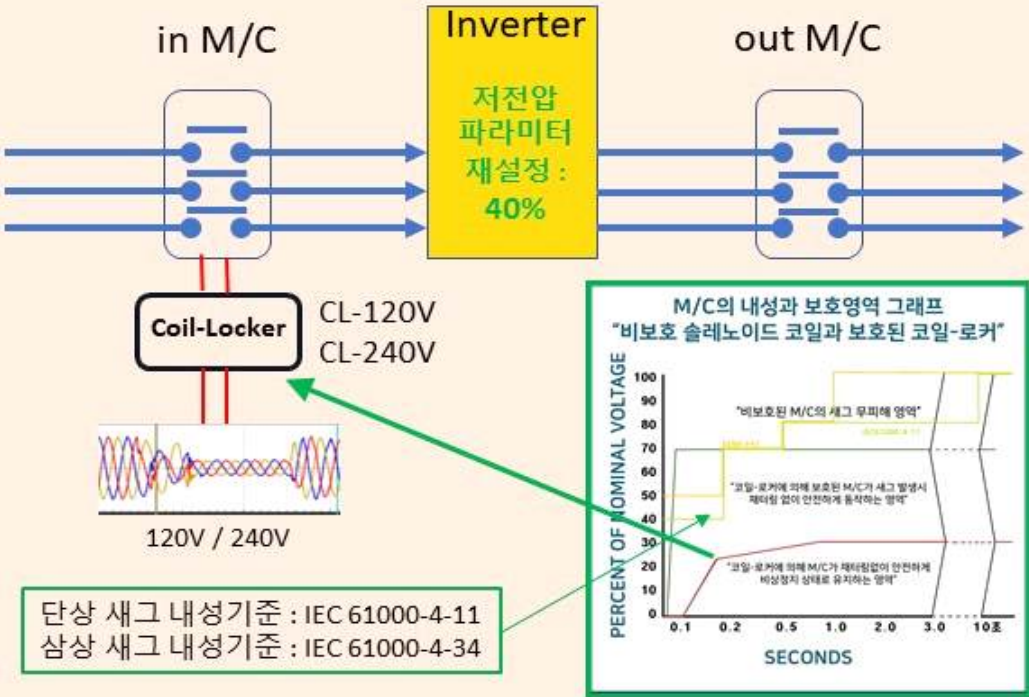 in M/C
Inverter
out M/C
저전압
파라미터
재설정 :
40%
Coil-Locker
CL-120V
CL-240V
120V / 240V
단상 새그 내성기준 : IEC 61000-4-11
삼상 새그 내성기준 : IEC 61000-4-34
M/C의 내성과 보호영역 그래프
"비보호 솔레노이드 코일과 보호된 코일-로커"
PERCENT OF NOMINAL VOLTAGE
100
90
80
70
60
50
40
30
20
10
0
"비보호된 M/C의 새그 무피해 영역"
"코일-로커에 의해 보호된 M/C가 새그 발생시
채터링 없이 안전하게 동작하는 영역"
"코일-로커에 의해 M/C가 채터링없이 안전하게
비상정지 상태로 유지하는 영역"
0.1 0.2 0.5 1.0 2.0 3.0 10초
SECONDS